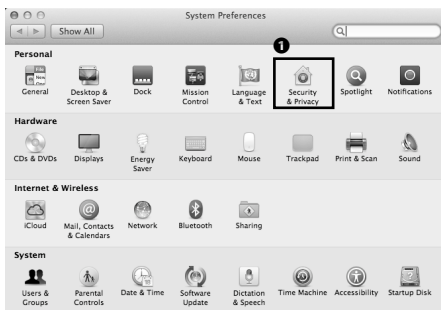 System Preferences
Show All
1
Personal
General
Desktop & Screen Saver
Dock
Mission Control
Language & Text
Security & Privacy
Spotlight
Notifications
Hardware
CDs & DVDs
Displays
Energy Saver
Keyboard
Mouse
Trackpad
Print & Scan
Sound
Internet & Wireless
iCloud
Mail, Contacts & Calendars
Network
Bluetooth
Sharing
System
Users & Groups
Parental Controls
Date & Time
Software Update
Dictation & Speech
Time Machine
Accessibility
Startup Disk